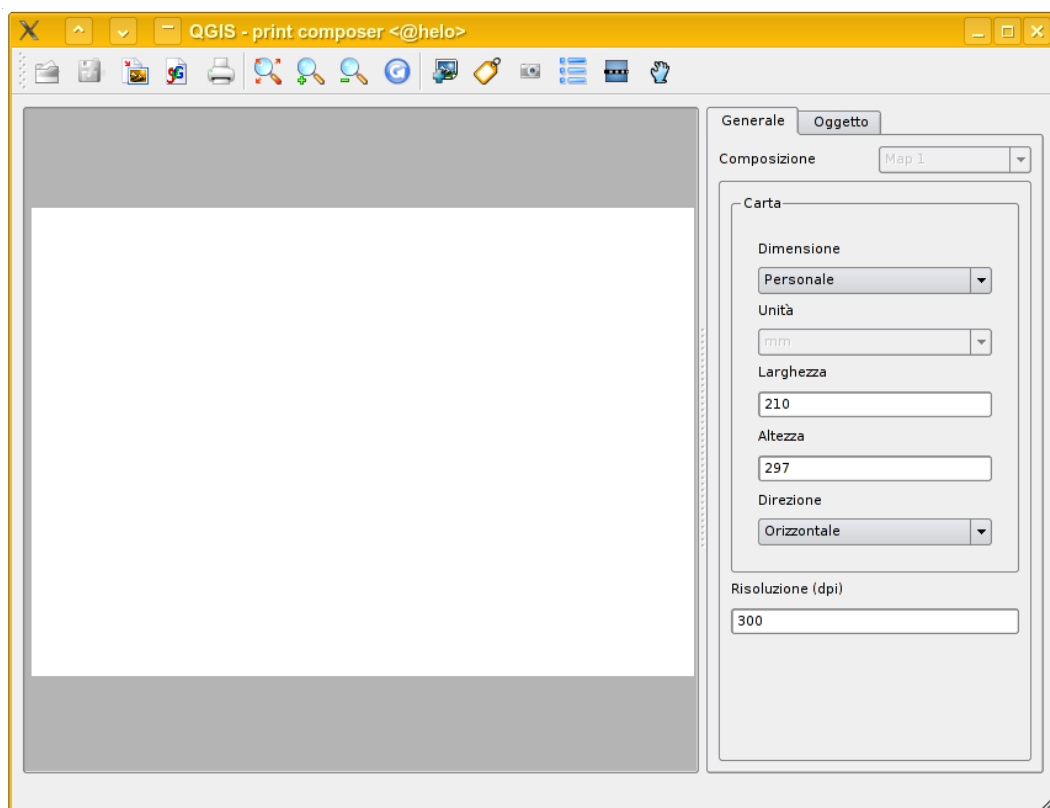 QGIS - print composer <@helo>
Generale
Oggetto
Composizione
Map 1
Carta
Dimensione
Personale
Unità
mm
Larghezza
210
Altezza
297
Direzione
Orizzontale
Risoluzione (dpi)
300